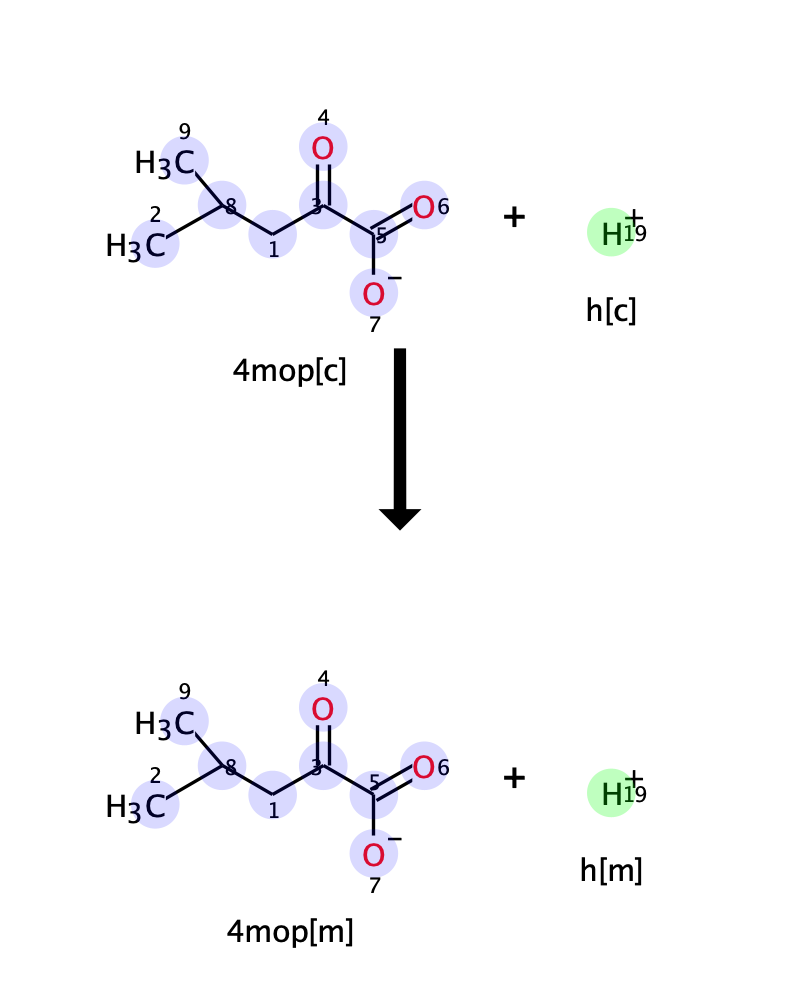 4
9
H3C O
8 3 O6
2
H3C 1 5 + H+19
O−
7
h[c]
4mop[c]
4
9
H3C O
8 3 O6
2 5
H3C 1 + H+19
O−
7
h[m]
4mop[m]